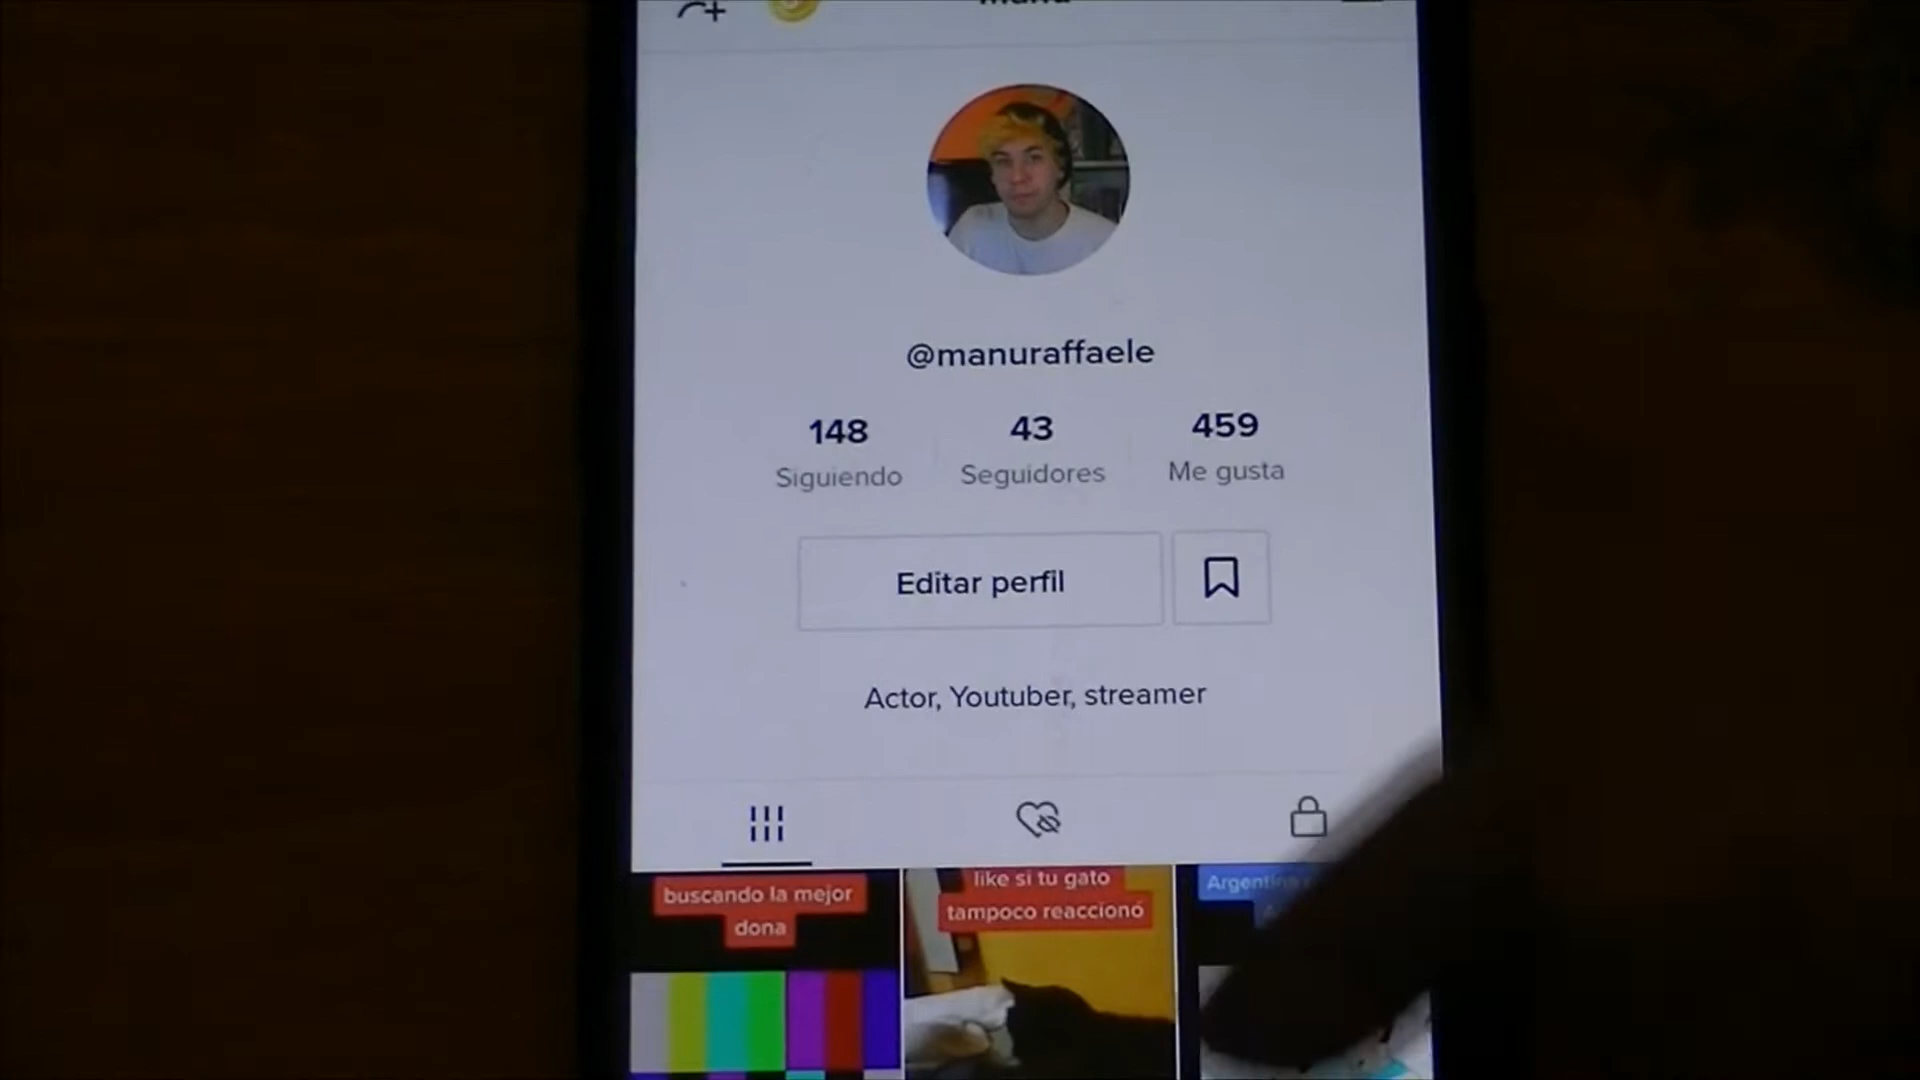 @manuraffaele
148 43 459
Siguiendo Seguidores Me gusta
Editar perfil
Actor, Youtuber, streamer
buscando la mejor
dona
like si tu gato
tampoco reaccionó
Argentina